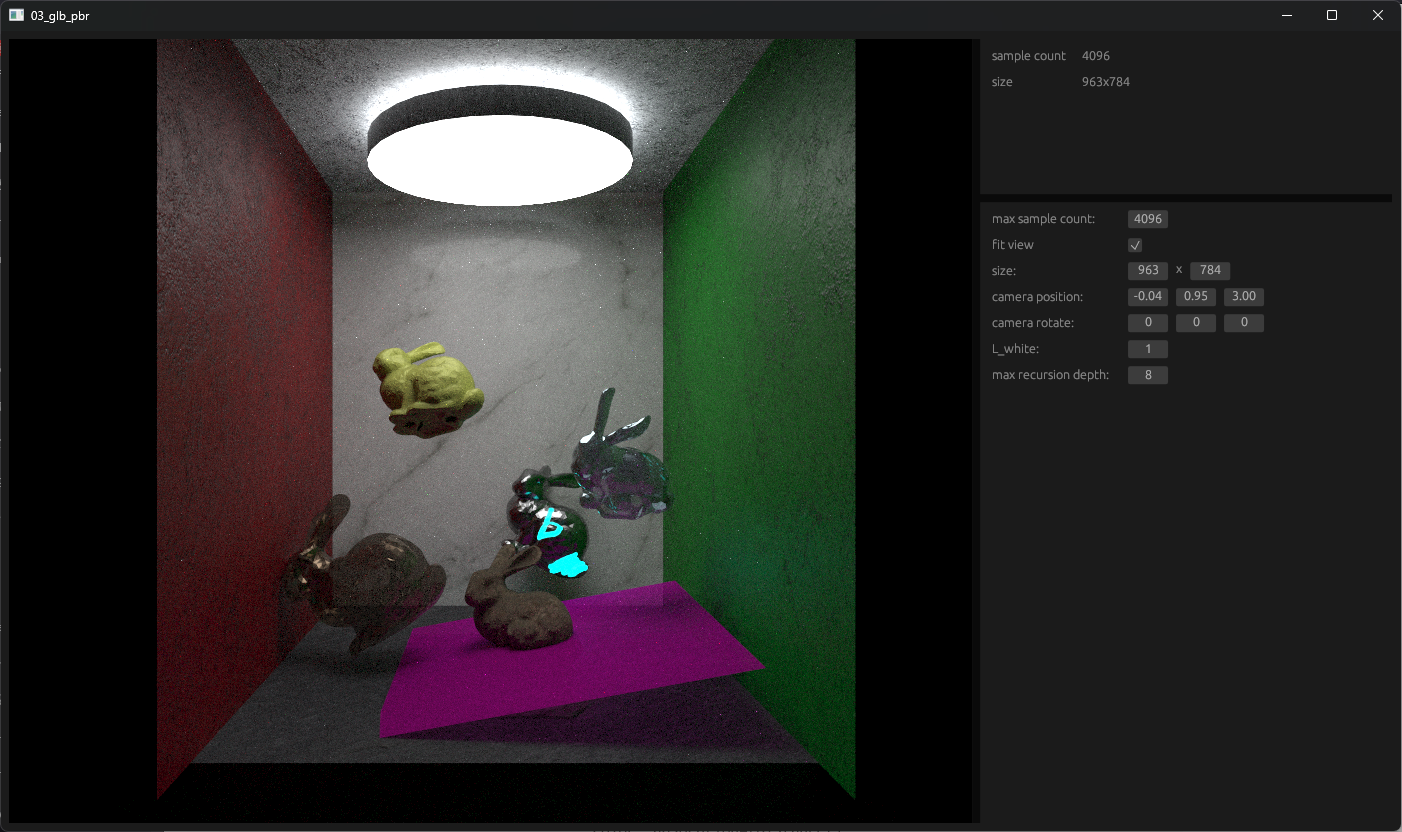 03_glb_pbr
sample count 4096
size 963x784
max sample count: 4096
fit view
size: 963 x 784
camera position: -0.04 0.95 3.00
camera rotate: 0 0 0
L_white: 1
max recursion depth: 8
b